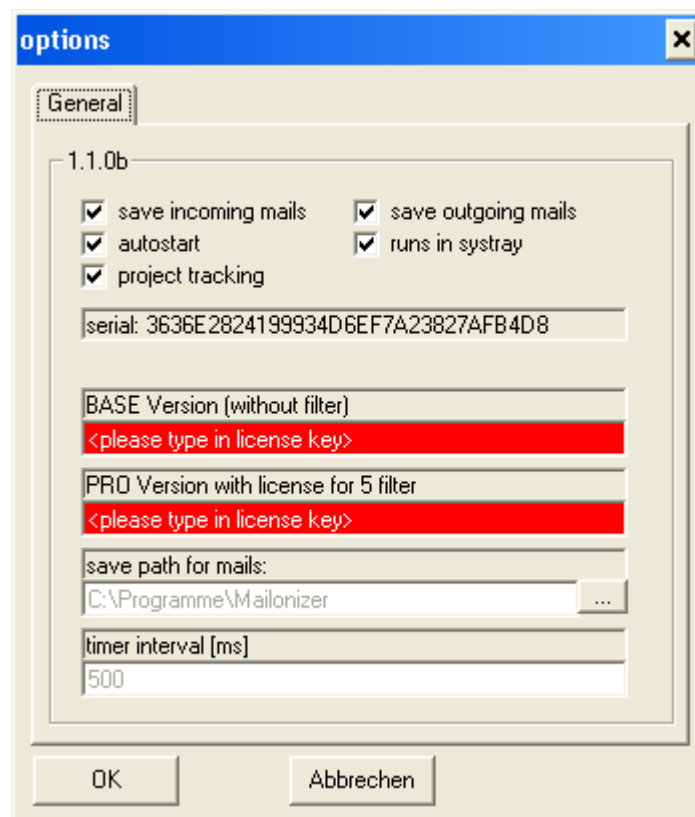 options
General
1.1.0b
save incoming mails save outgoing mails
autostart runs in systray
project tracking
serial: 3636E2824199934D6EF7A23827AFB4D8
BASE Version (without filter)
<please type in license key>
PRO Version with license for 5 filter
<please type in license key>
save path for mails:
C:\Programme\Mailonizer ...
timer interval [ms]
500
OK Abbrechen